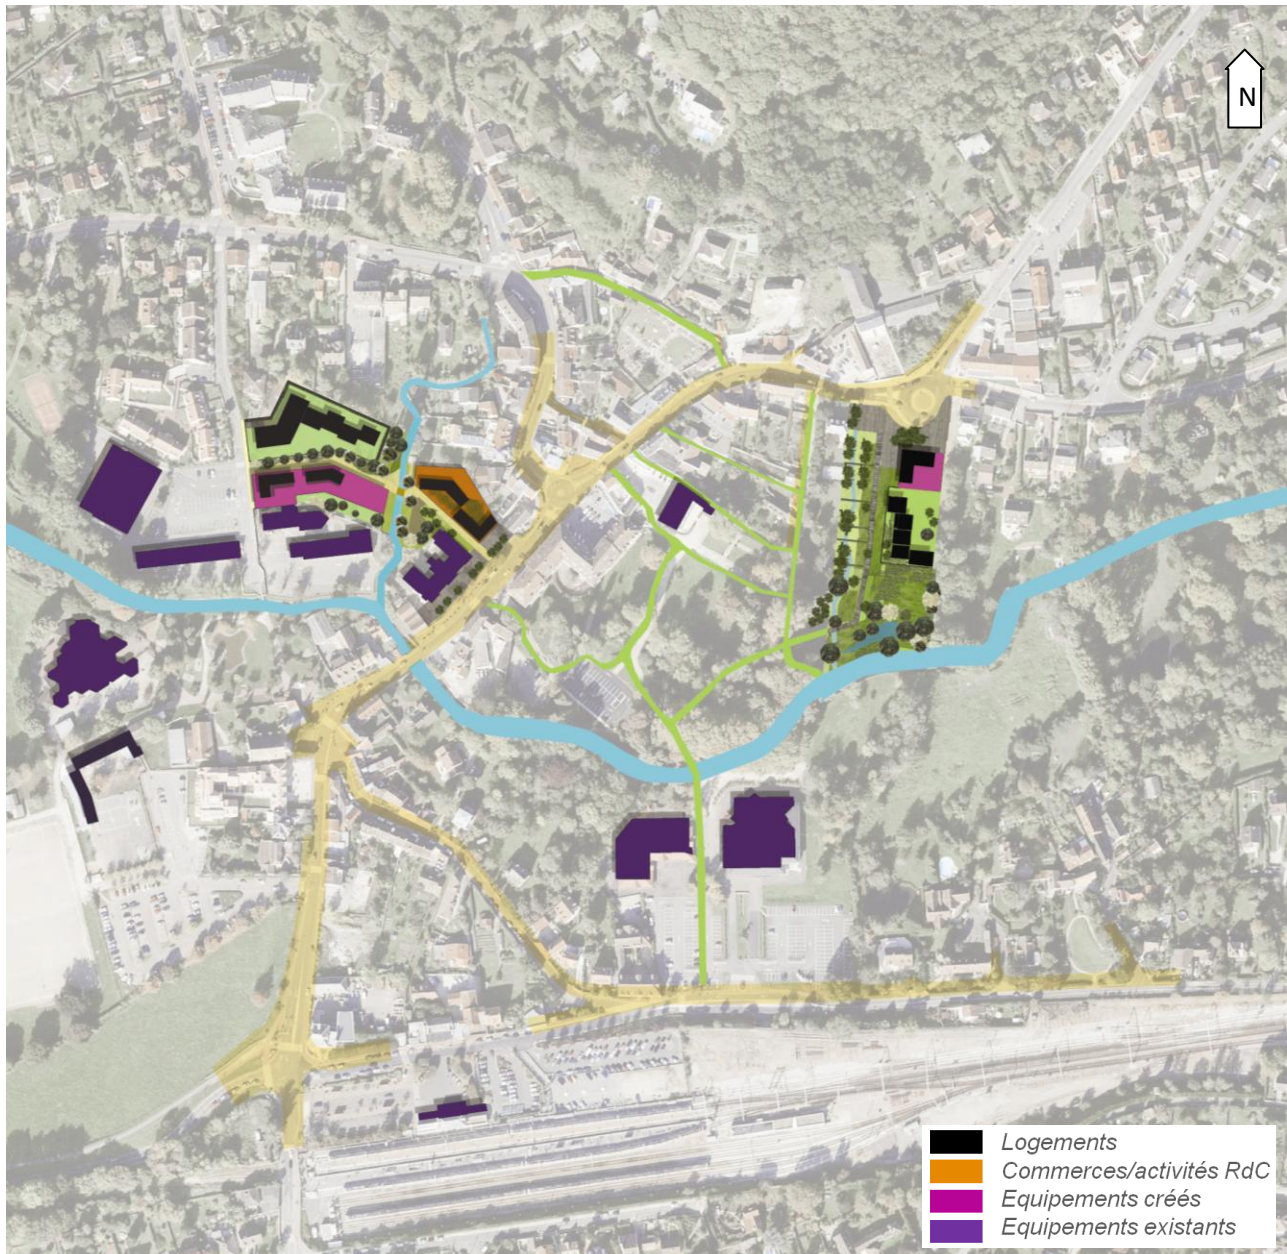 N
Logements
Commerces/activités RdC
Equipements créés
Equipements existants